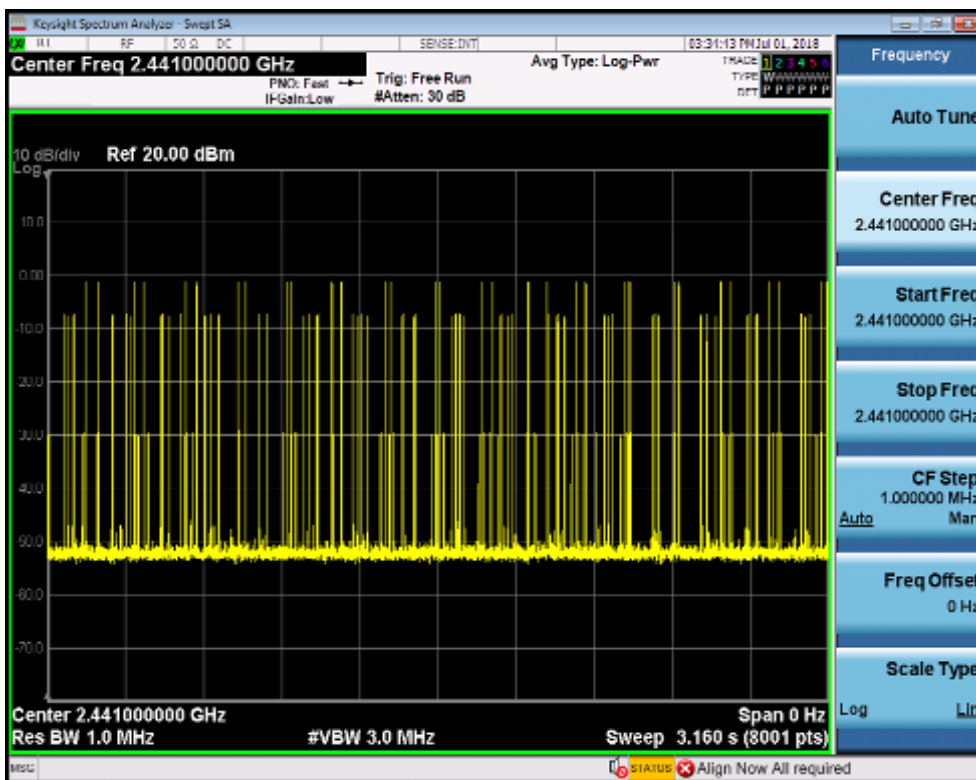 Keysight Spectrum Analyzer - Swept SA
RF 50 Ω DC SENSE:INT 03:34:13 PM Jul 01, 2018
Center Freq 2.441000000 GHz Avg Type: Log-Pwr TRACE 1 2 3 4 5 6
PNO: Fast Trig: Free Run TYPE WWWWWW
IFGain:Low #Atten: 30 dB DET P P P P P P
10 dB/div Ref 20.00 dBm
Log
10.0
0.00
-10.0
-20.0
-30.0
-40.0
-50.0
-60.0
-70.0
Center 2.441000000 GHz Span 0 Hz
Res BW 1.0 MHz #VBW 3.0 MHz Sweep 3.160 s (8001 pts)
MSG STATUS Align Now All required
Frequency
Auto Tune
Center Freq
2.441000000 GHz
Start Freq
2.441000000 GHz
Stop Freq
2.441000000 GHz
CF Step
1.000000 MHz
Auto Man
Freq Offset
0 Hz
Scale Type
Log Lin